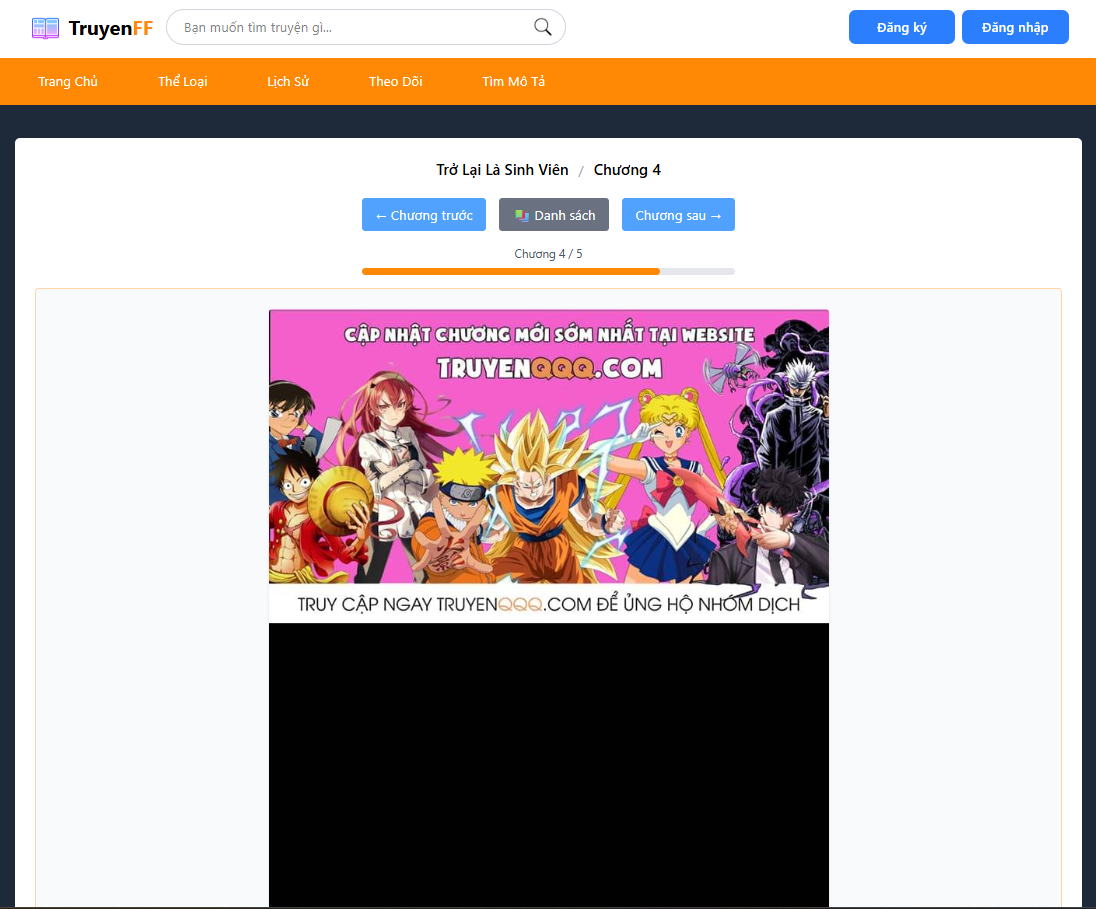 TruyenFF
Bạn muốn tìm truyện gì...
Đăng ký
Đăng nhập
Trang Chủ
Thể Loại
Lịch Sử
Theo Dõi
Tìm Mô Tả
Trở Lại Là Sinh Viên / Chương 4
← Chương trước
Danh sách
Chương sau →
Chương 4 / 5
CẬP NHẬT CHƯƠNG MỚI SỚM NHẤT TẠI WEBSITE
TRUYENQQQ.COM
TRUY CẬP NGAY TRUYENQQQ.COM ĐỂ ỦNG HỘ NHÓM DỊCH